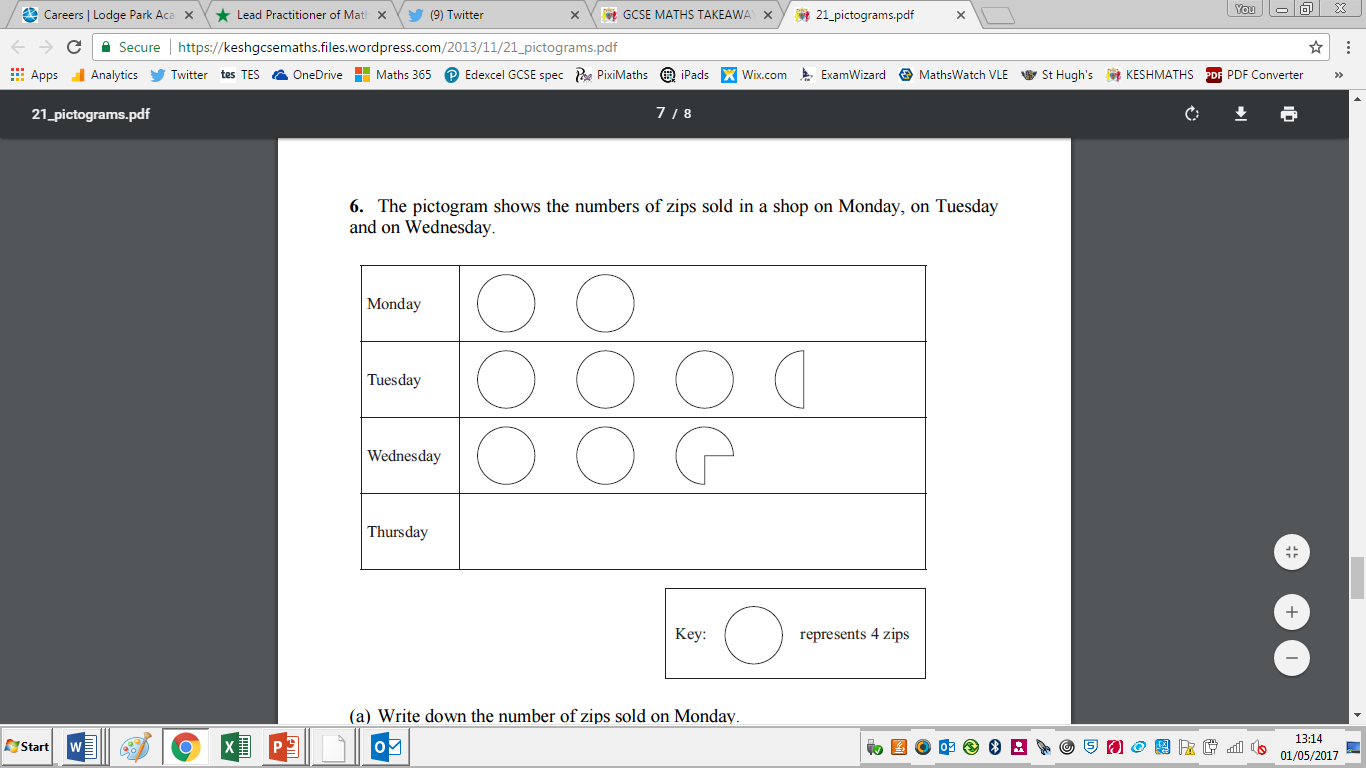 Careers | Lodge Park Aca
Lead Practitioner of Math
(9) Twitter
GCSE MATHS TAKEAWA
21_pictograms.pdf
You
Secure
https://keshgcsemaths.files.wordpress.com/2013/11/21_pictograms.pdf
Apps
Analytics
Twitter
tes TES
OneDrive
Maths 365
Edexcel GCSE spec
PixiMaths
iPads
Wix.com
ExamWizard
MathsWatch VLE
St Hugh's
KESHMATHS
PDF PDF Converter
»
21_pictograms.pdf
7 / 8
6. The pictogram shows the numbers of zips sold in a shop on Monday, on Tuesday
and on Wednesday.
Monday
Tuesday
Wednesday
Thursday
Key:
represents 4 zips
(a) Write down the number of zips sold on Monday.
Start
13:14
01/05/2017